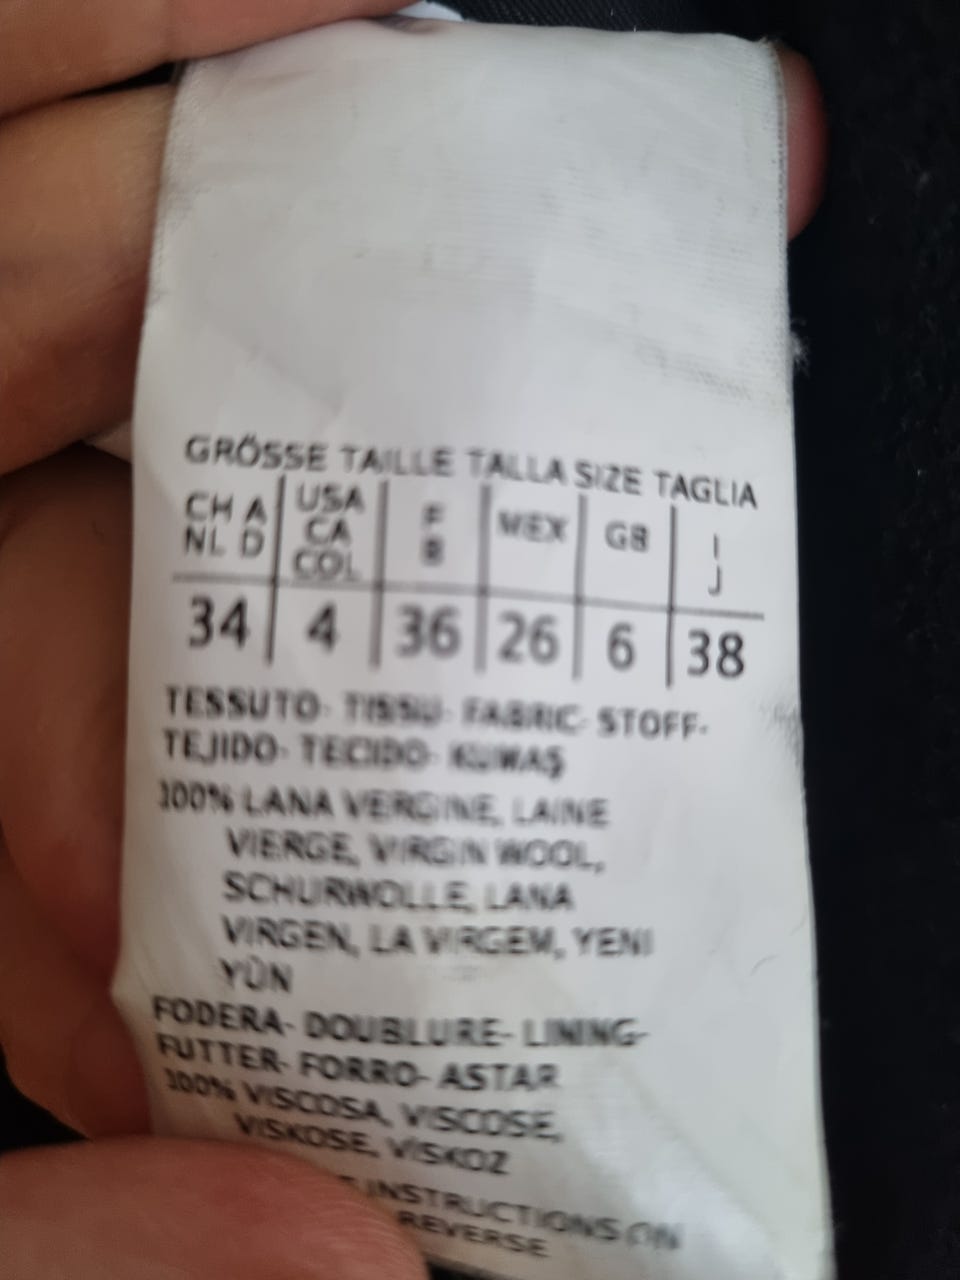 GRÖSSE TAILLE TALLA SIZE TAGLIA
CH A USA F MEX GB I
NL D CA B J
COL
34 4 36 26 6 38
TESSUTO- TISSU- FABRIC- STOFF-
TEJIDO- TECIDO- KUMAŞ
100% LANA VERGINE, LAINE
VIERGE, VIRGIN WOOL,
SCHURWOLLE, LANA
VIRGEN, LA VIRGEM, YENI
YÜN
FODERA- DOUBLURE- LINING-
FUTTER- FORRO- ASTAR
100% VISCOSA, VISCOSE,
VISKOSE, VİSKOZ
INSTRUCTIONS ON
REVERSE